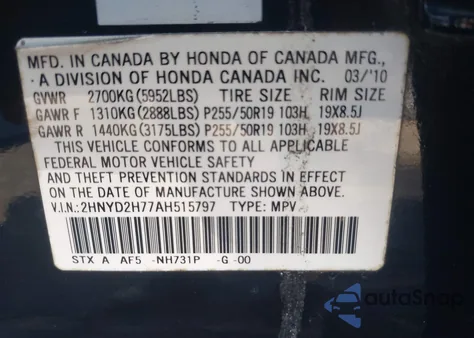 MFD. IN CANADA BY HONDA OF CANADA MFG.,
A DIVISION OF HONDA CANADA INC. 03/'10
GVWR 2700KG(5952LBS) TIRE SIZE RIM SIZE
GAWR F 1310KG(2888LBS) P255/50R19 103H 19X8.5J
GAWR R 1440KG(3175LBS) P255/50R19 103H 19X8.5J
THIS VEHICLE CONFORMS TO ALL APPLICABLE
FEDERAL MOTOR VEHICLE SAFETY
AND THEFT PREVENTION STANDARDS IN EFFECT
ON THE DATE OF MANUFACTURE SHOWN ABOVE.
V.I.N.:2HNYD2H77AH515797 TYPE: MPV
STX A AF5 -NH731P -G -00
AutoSnap